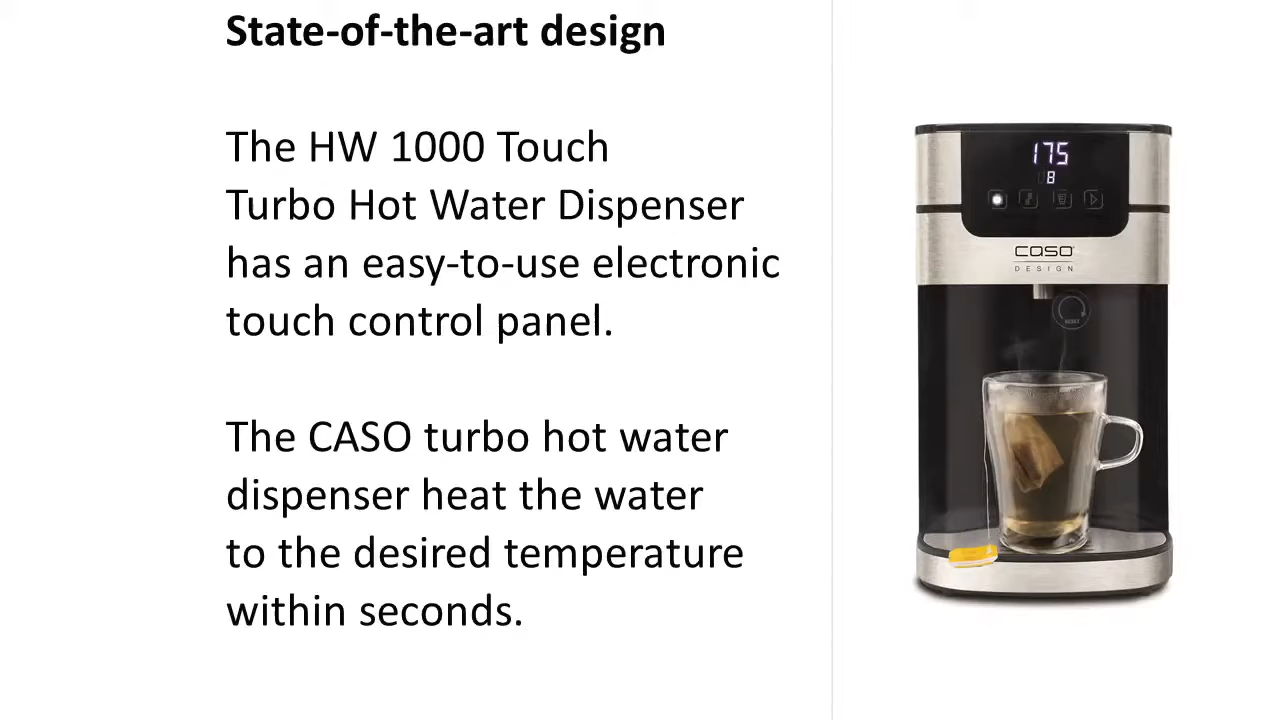 State-of-the-art design
The HW 1000 Touch
Turbo Hot Water Dispenser
has an easy-to-use electronic
touch control panel.
The CASO turbo hot water
dispenser heat the water
to the desired temperature
within seconds.
175
8
CASO
DESIGN
RESET